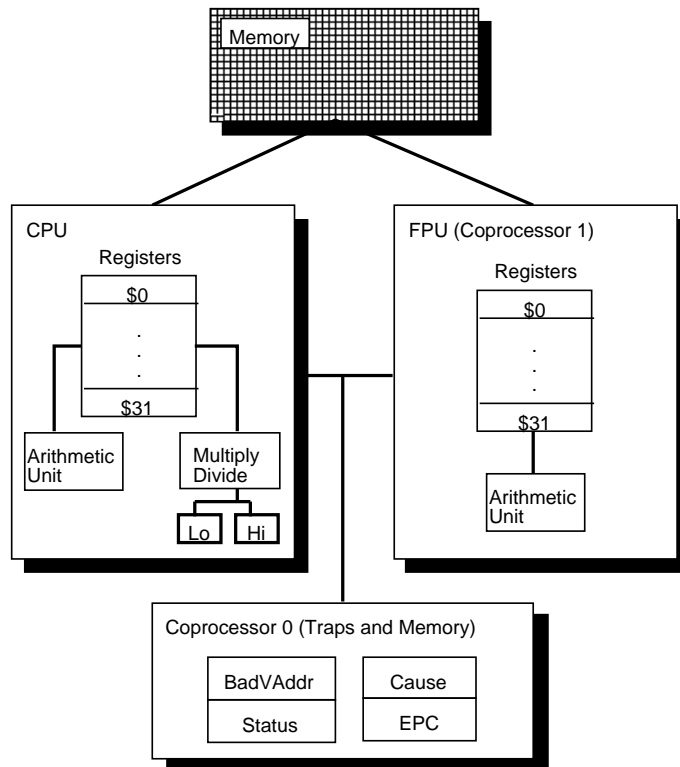 Memory
CPU
Registers
$0
.
.
.
$31
Arithmetic
Unit
Multiply
Divide
Lo
Hi
FPU (Coprocessor 1)
Registers
$0
.
.
.
$31
Arithmetic
Unit
Coprocessor 0 (Traps and Memory)
BadVAddr
Cause
Status
EPC